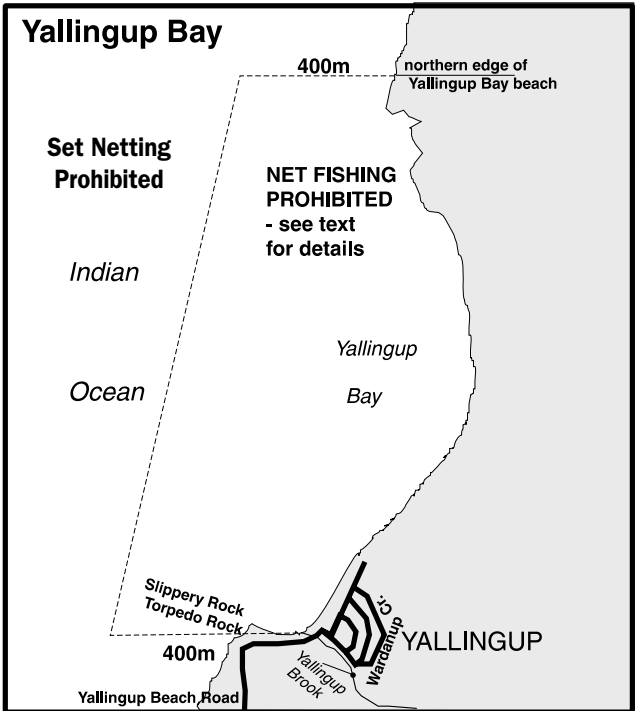 Yallingup Bay
400m
northern edge of
Yallingup Bay beach
Set Netting
Prohibited
NET FISHING
PROHIBITED
- see text
for details
Indian
Ocean
Yallingup
Bay
Slippery Rock
Torpedo Rock
400m
Yallingup Beach Road
Yallingup
Brook
Wardanup Cr.
YALLINGUP